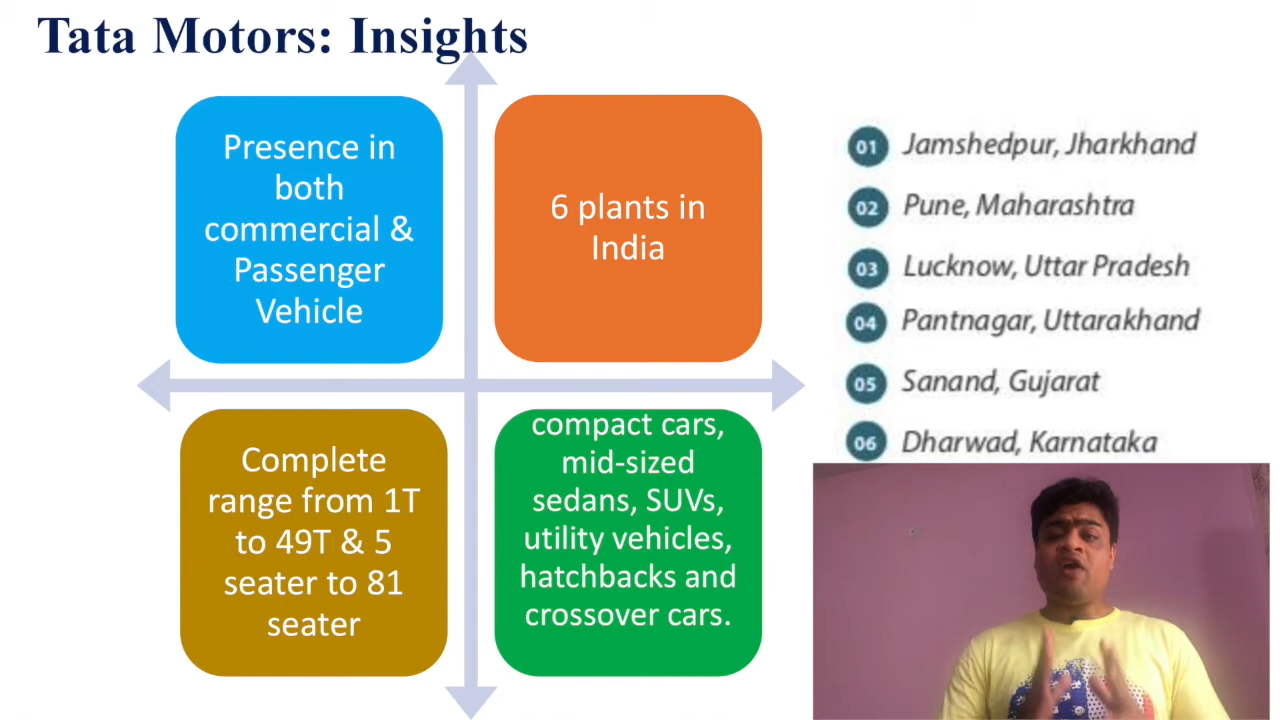 Tata Motors: Insights
Presence in
both
commercial &
Passenger
Vehicle
6 plants in
India
Complete
range from 1T
to 49T & 5
seater to 81
seater
compact cars,
mid-sized
sedans, SUVs,
utility vehicles,
hatchbacks and
crossover cars.
01 Jamshedpur, Jharkhand
02 Pune, Maharashtra
03 Lucknow, Uttar Pradesh
04 Pantnagar, Uttarakhand
05 Sanand, Gujarat
06 Dharwad, Karnataka